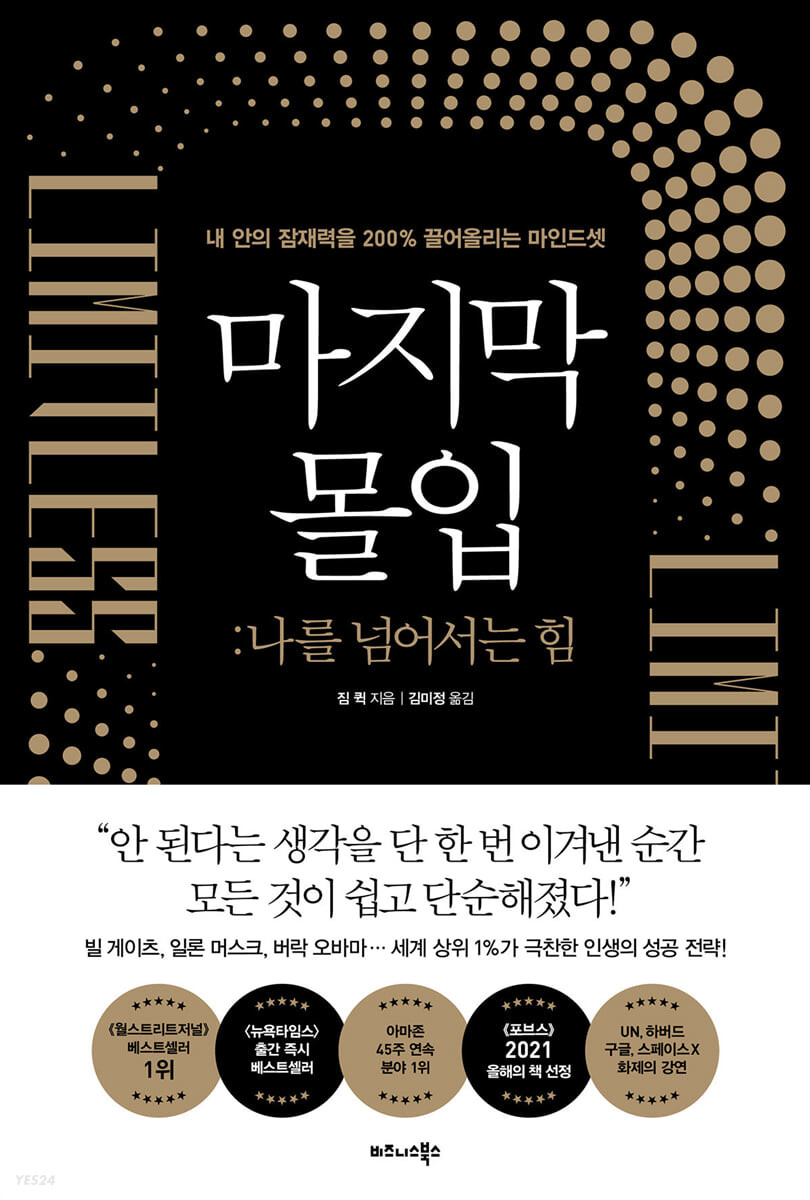 내 안의 잠재력을 200% 끌어올리는 마인드셋
LIMITLESS
마지막
몰입
:나를 넘어서는 힘
짐 퀵 지음 | 김미정 옮김
LIMI
“안 된다는 생각을 단 한 번 이겨낸 순간
모든 것이 쉽고 단순해졌다!”
빌 게이츠, 일론 머스크, 버락 오바마… 세계 상위 1%가 극찬한 인생의 성공 전략!
《월스트리트저널》
베스트셀러
1위
〈뉴욕타임스〉
출간 즉시
베스트셀러
아마존
45주 연속
분야 1위
《포브스》
2021
올해의 책 선정
UN, 하버드
구글, 스페이스X
화제의 강연
비즈니스북스
YES24